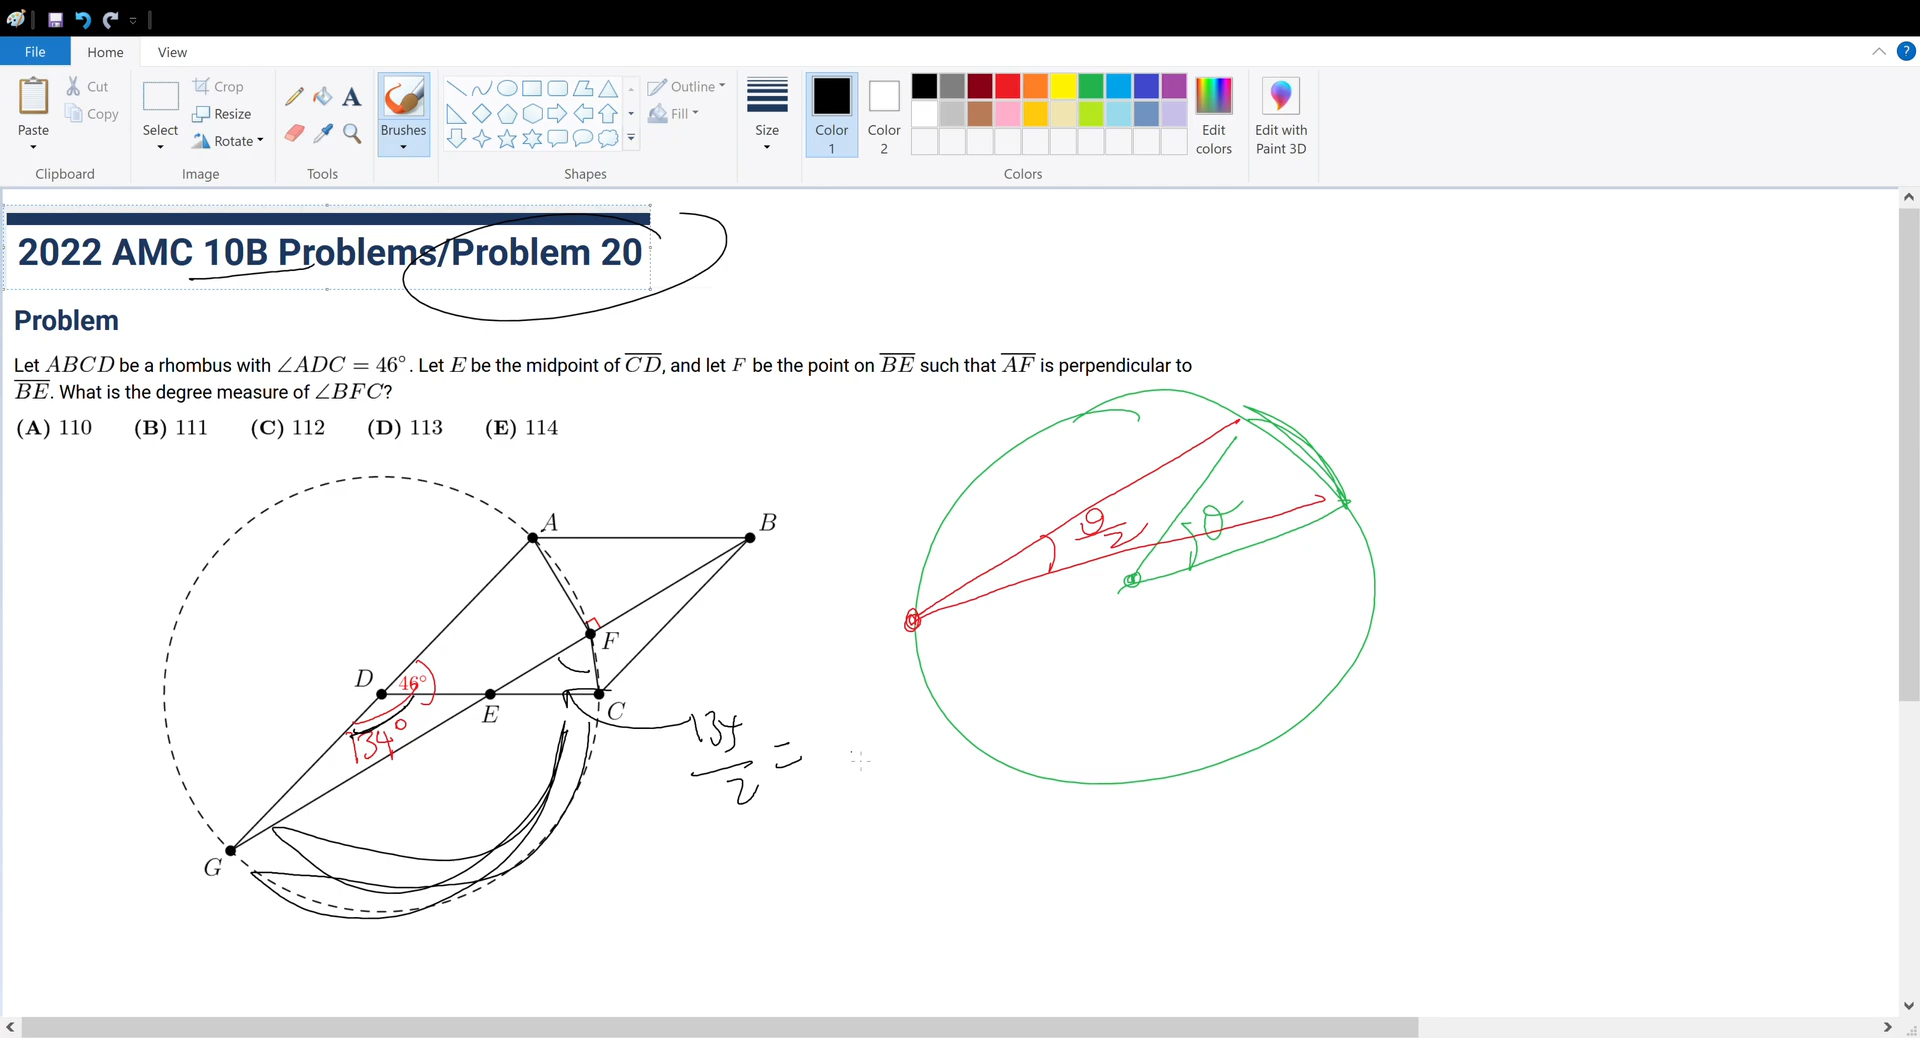 File Home View
Paste
Cut
Copy
Clipboard
Select
Crop
Resize
Rotate
Image
A
Tools
Brushes
Shapes
Outline
Fill
Size
Color 1
Color 2
Colors
Edit colors
Edit with Paint 3D
?
2022 AMC 10B Problems/Problem 20
Problem
Let ABCD be a rhombus with ∠ADC = 46°. Let E be the midpoint of CD, and let F be the point on BE such that AF is perpendicular to
BE. What is the degree measure of ∠BFC?
(A) 110 (B) 111 (C) 112 (D) 113 (E) 114
A
B
F
D
46°
E
C
134°
G
134/2 =
θ/2
θ